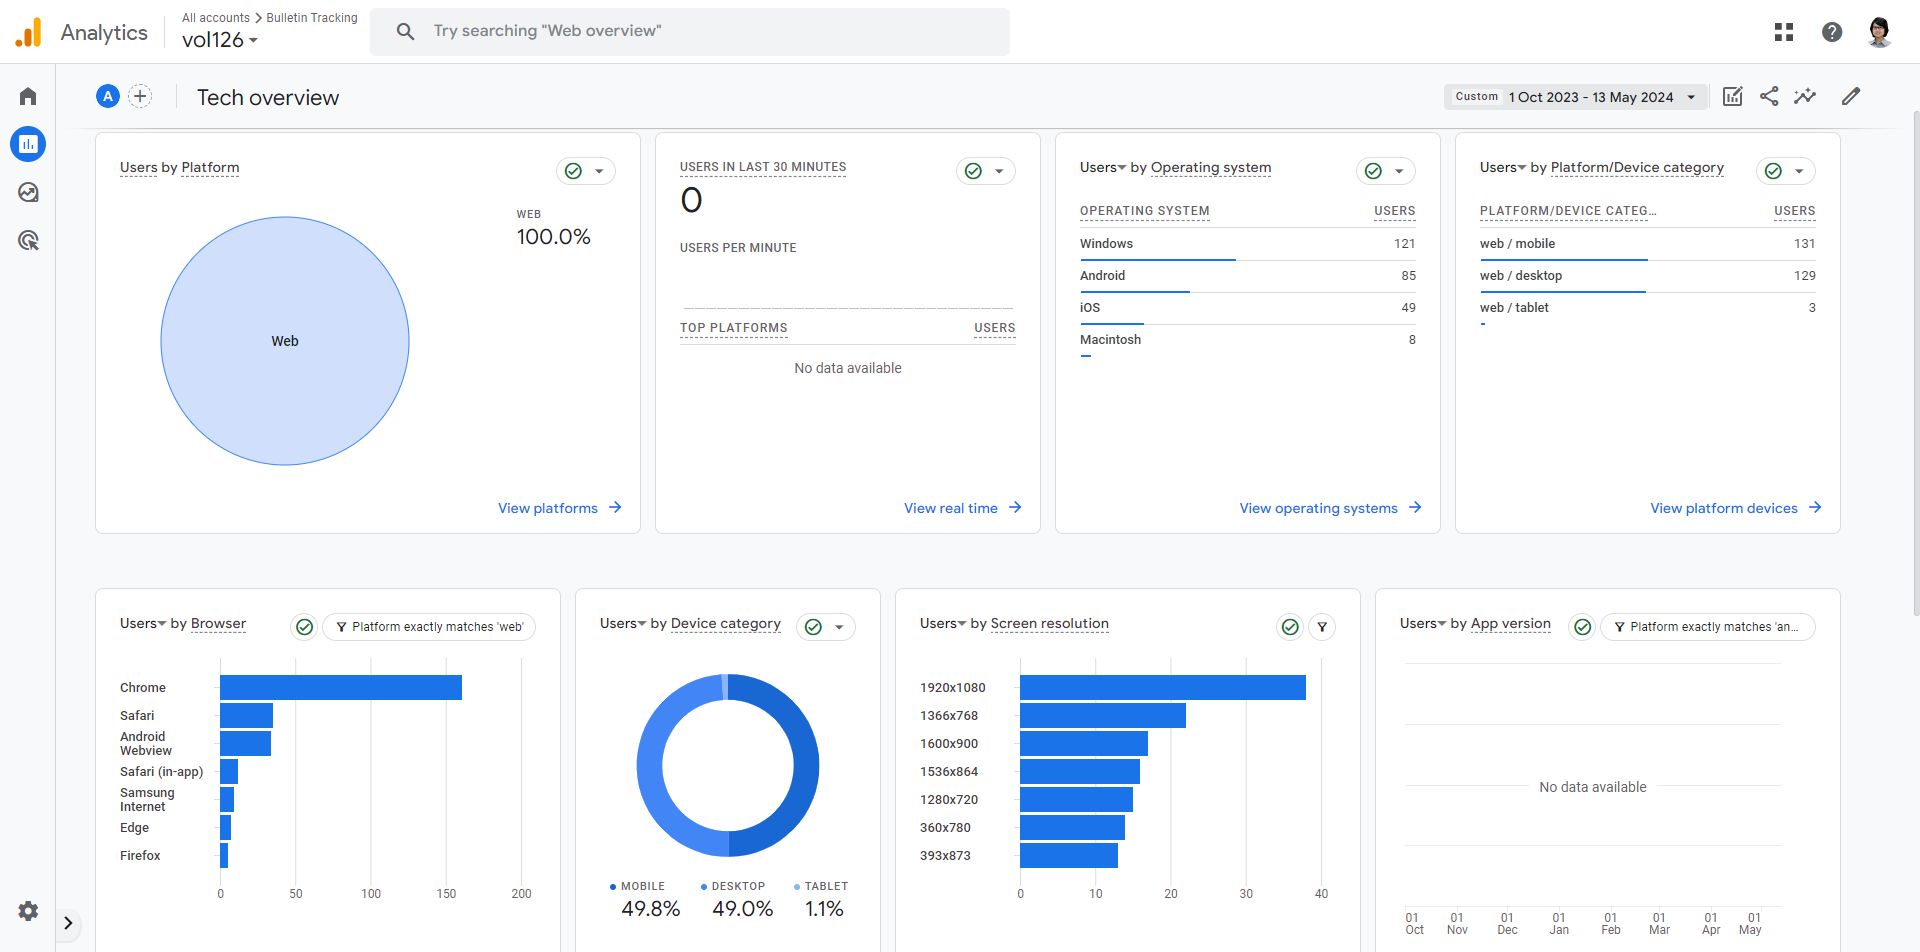 Analytics
All accounts > Bulletin Tracking
vol126
Try searching "Web overview"
A
Tech overview
Custom 1 Oct 2023 - 13 May 2024
Users by Platform
WEB
100.0%
Web
View platforms
USERS IN LAST 30 MINUTES
0
USERS PER MINUTE
TOP PLATFORMS USERS
No data available
View real time
Users by Operating system
OPERATING SYSTEM USERS
Windows 121
Android 85
iOS 49
Macintosh 8
View operating systems
Users by Platform/Device category
PLATFORM/DEVICE CATEG... USERS
web / mobile 131
web / desktop 129
web / tablet 3
View platform devices
Users by Browser
Platform exactly matches 'web'
Chrome
Safari
Android
Webview
Safari (in-app)
Samsung
Internet
Edge
Firefox
0 50 100 150 200
Users by Device category
MOBILE DESKTOP TABLET
49.8% 49.0% 1.1%
Users by Screen resolution
1920x1080
1366x768
1600x900
1536x864
1280x720
360x780
393x873
0 10 20 30 40
Users by App version
Platform exactly matches 'an...
No data available
01 01 01 01 01 01 01 01
Oct Nov Dec Jan Feb Mar Apr May